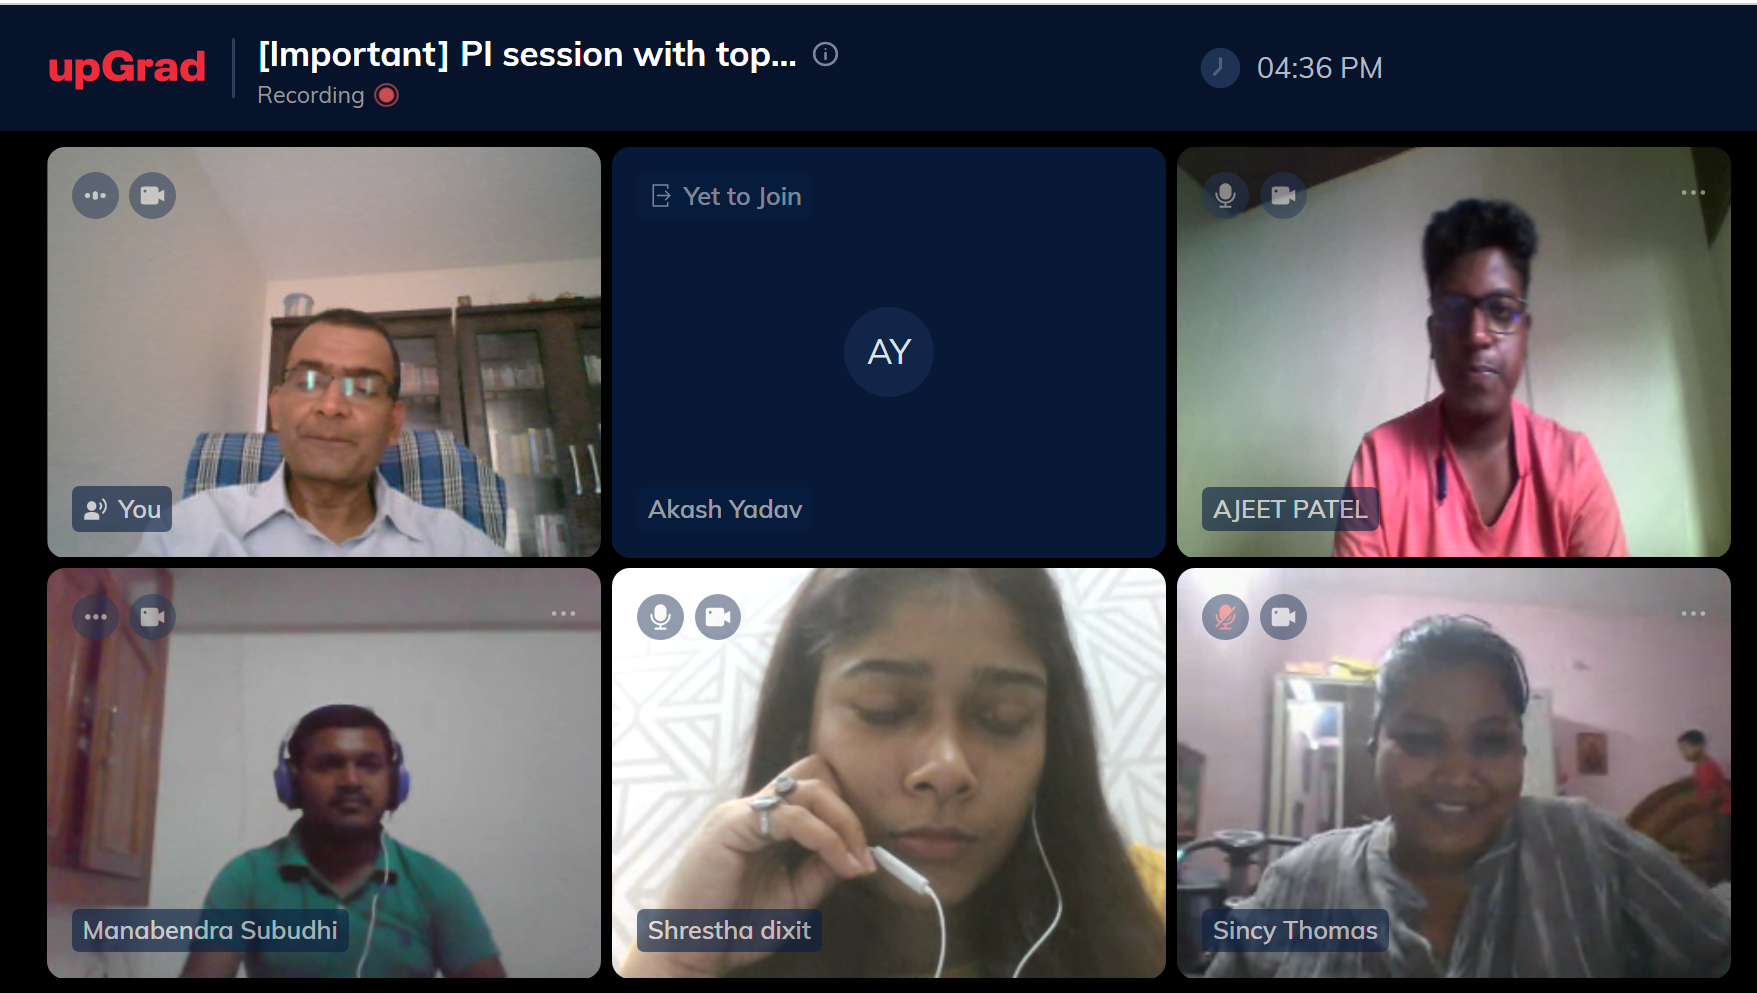 upGrad
[Important] PI session with top...
Recording
04:36 PM
You
Yet to Join
AY
Akash Yadav
AJEET PATEL
Manabendra Subudhi
Shrestha dixit
Sincy Thomas